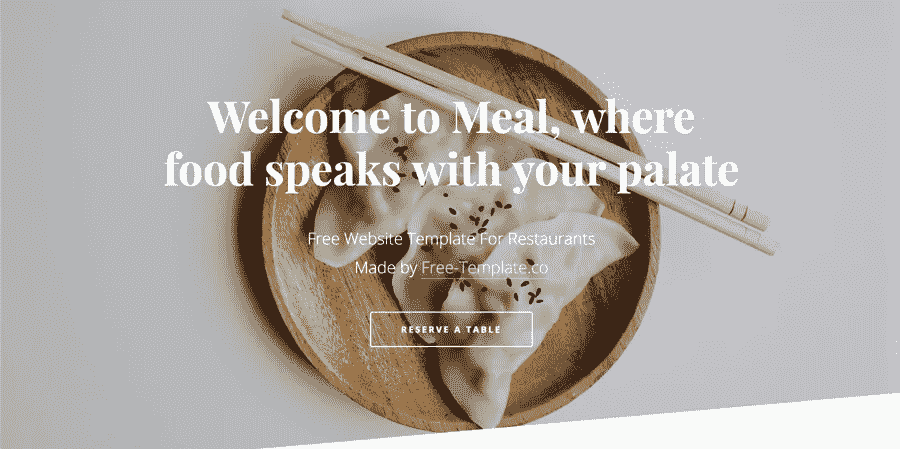 Welcome to Meal, where
food speaks with your palate
Free Website Template For Restaurants
Made by Free-Template.co
RESERVE A TABLE